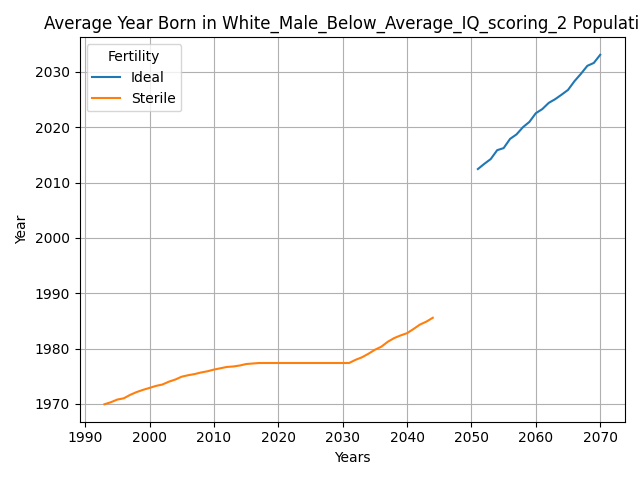 Average Year Born in White_Male_Below_Average_IQ_scoring_2 Populati
Fertility
Ideal
Sterile
Year
2030
2020
2010
2000
1990
1980
1970
1990 2000 2010 2020 2030 2040 2050 2060 2070
Years